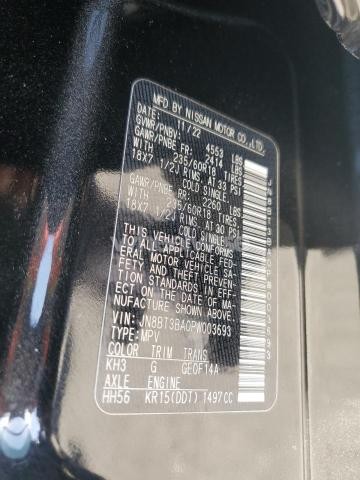 MFD BY NISSAN MOTOR CO.,LTD.
DATE: 11/22
GVWR/PNBV: 4553 LBS
GAWR/PNBE FR: 2414 LBS
WITH 235/60R18 TIRES
18X7 1/2J RIMS AT 33 PSI
COLD SINGLE.
GAWR/PNBE RR: 2260 LBS
WITH 235/60R18 TIRES
18X7 1/2J RIMS AT 30 PSI
COLD SINGLE.
THIS VEHICLE CONFORMS
TO ALL APPLICABLE FED-
ERAL MOTOR VEHICLE SA-
FETY AND THEFT PREVENTION
STANDARDS IN EFF-
ECT ON THE DATE OF MA-
NUFACTURE SHOWN ABOVE.
VIN: JN8BT3BA0PW003693
MPV
COLOR TRIM TRANS
KH3 G GE0F14A
AXLE ENGINE
HH56 KR15(DDT) 1497CC